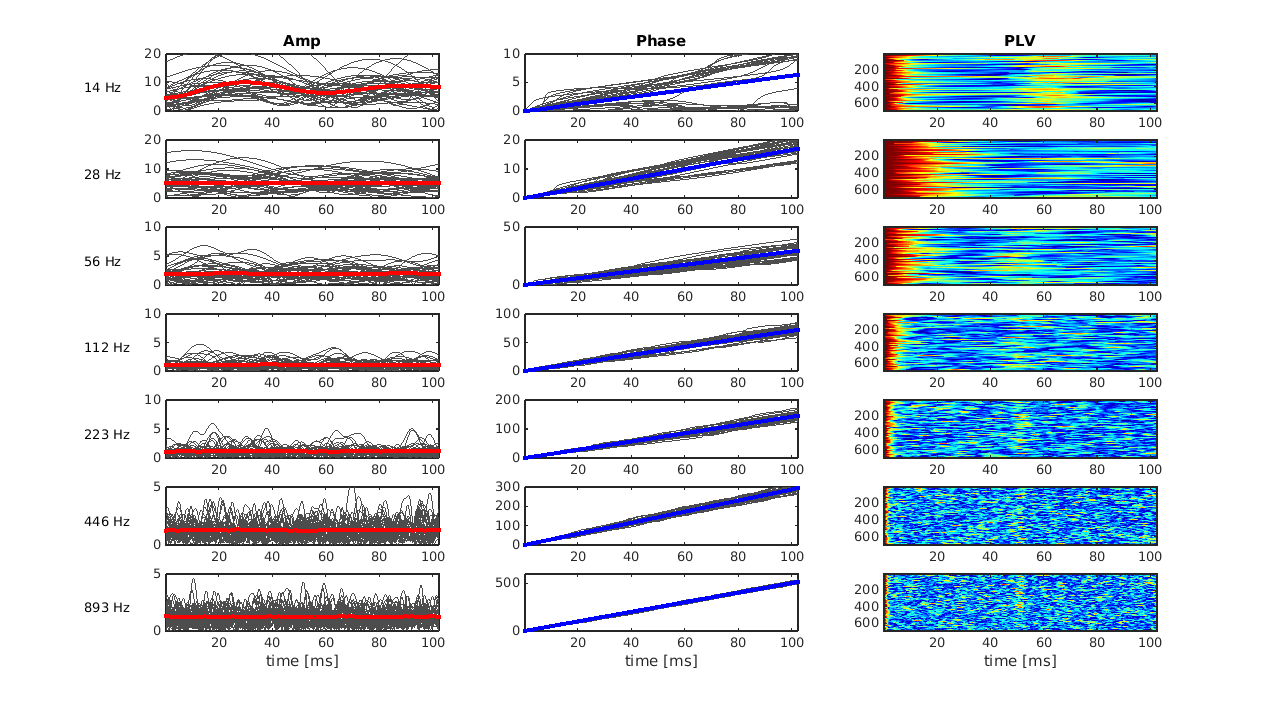 Amp Phase PLV
14 Hz 20 10 0 10 5 0 200 400 600
20 40 60 80 100 20 40 60 80 100 20 40 60 80 100
28 Hz 20 10 0 20 10 0 200 400 600
20 40 60 80 100 20 40 60 80 100 20 40 60 80 100
56 Hz 10 5 0 50 0 200 400 600
20 40 60 80 100 20 40 60 80 100 20 40 60 80 100
112 Hz 10 5 0 100 50 0 200 400 600
20 40 60 80 100 20 40 60 80 100 20 40 60 80 100
223 Hz 10 5 0 200 100 0 200 400 600
20 40 60 80 100 20 40 60 80 100 20 40 60 80 100
446 Hz 5 0 300 200 100 0 200 400 600
20 40 60 80 100 20 40 60 80 100 20 40 60 80 100
893 Hz 5 0 500 0 200 400 600
20 40 60 80 100 20 40 60 80 100 20 40 60 80 100
time [ms] time [ms] time [ms]